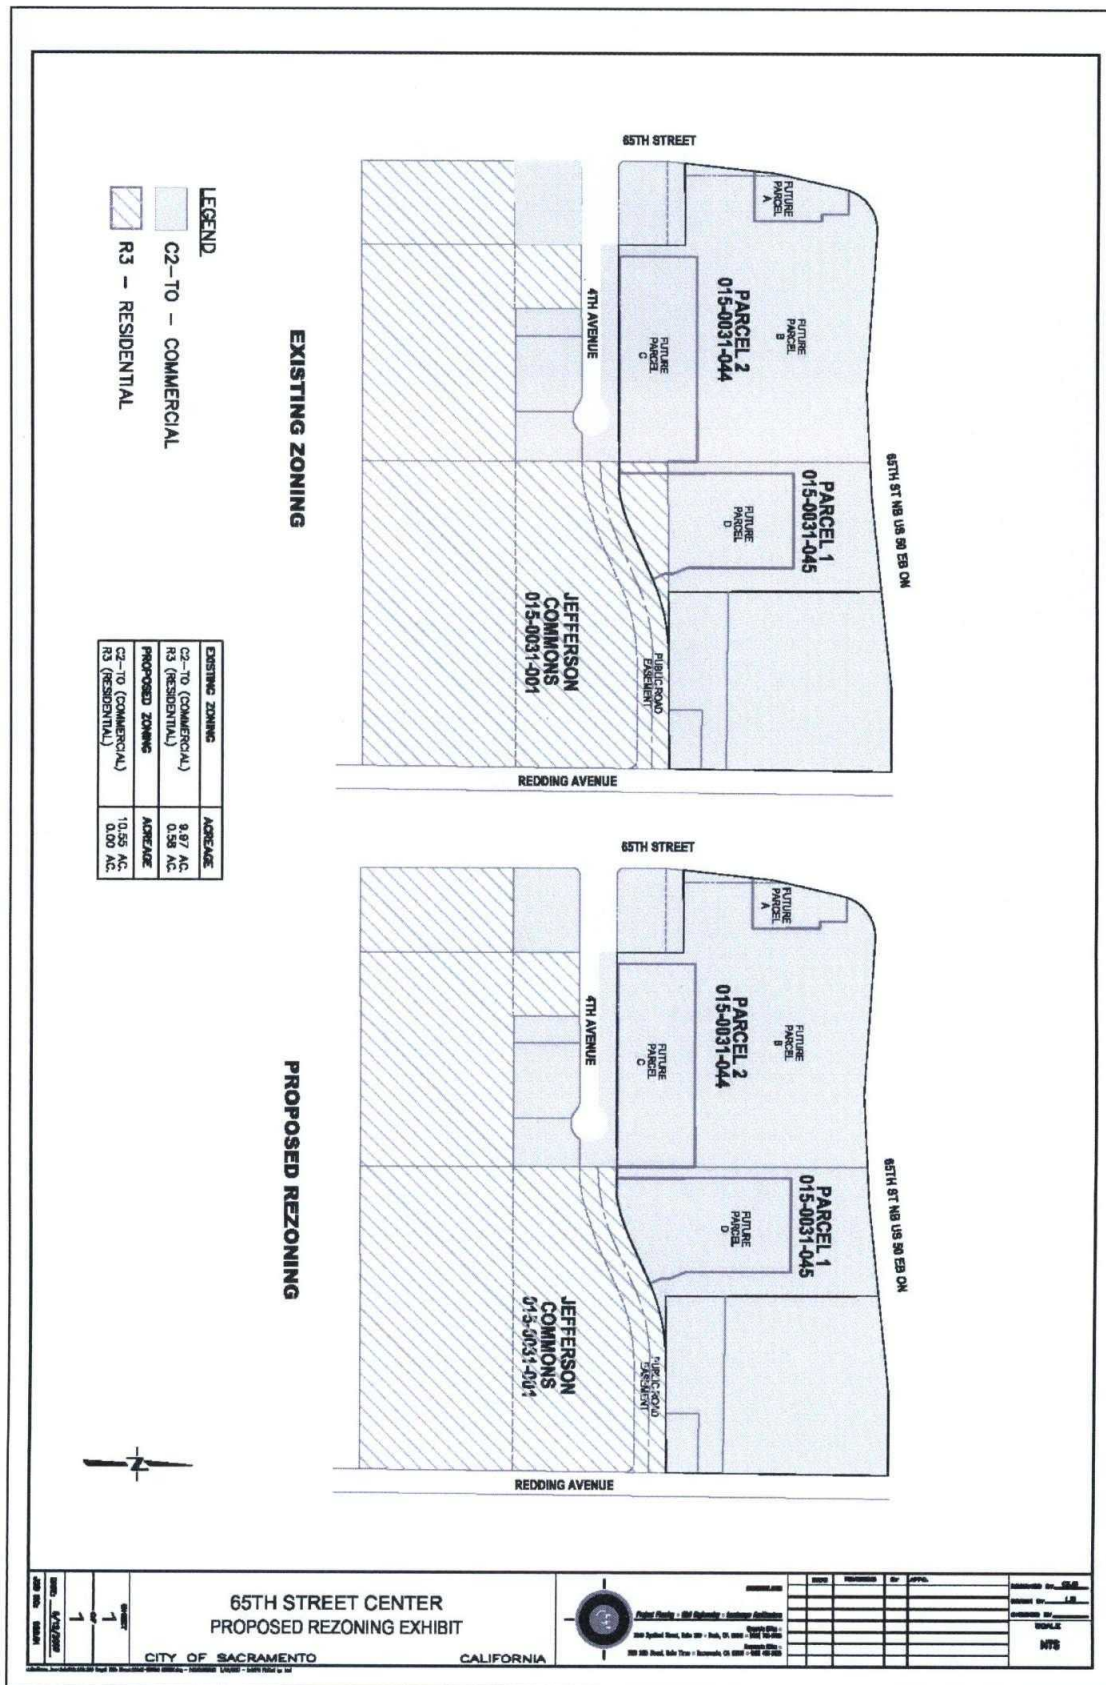 65TH STREET
FUTURE
PARCEL
A
FUTURE
PARCEL
B
PARCEL 2
015-0031-044
FUTURE
PARCEL
C
4TH AVENUE
65TH ST NB US 50 EB ON
PARCEL 1
015-0031-045
FUTURE
PARCEL
D
JEFFERSON
COMMONS
015-0031-001
PUBLIC ROAD
EASEMENT
REDDING AVENUE
EXISTING ZONING
LEGEND
C2-TO - COMMERCIAL
R3 - RESIDENTIAL
EXISTING ZONING ACREAGE
C2-TO (COMMERCIAL) 9.97 AC.
R3 (RESIDENTIAL) 0.58 AC.
PROPOSED ZONING ACREAGE
C2-TO (COMMERCIAL) 10.55 AC.
R3 (RESIDENTIAL) 0.00 AC.
65TH STREET
FUTURE
PARCEL
A
FUTURE
PARCEL
B
PARCEL 2
015-0031-044
FUTURE
PARCEL
C
4TH AVENUE
65TH ST NB US 50 EB ON
PARCEL 1
015-0031-045
FUTURE
PARCEL
D
JEFFERSON
COMMONS
015-0031-001
PUBLIC ROAD
EASEMENT
REDDING AVENUE
PROPOSED REZONING
Z
SHEET
1
OF
1
65TH STREET CENTER
PROPOSED REZONING EXHIBIT
CITY OF SACRAMENTO CALIFORNIA
DATE REVISIONS BY APPD.
SCALE
NTS